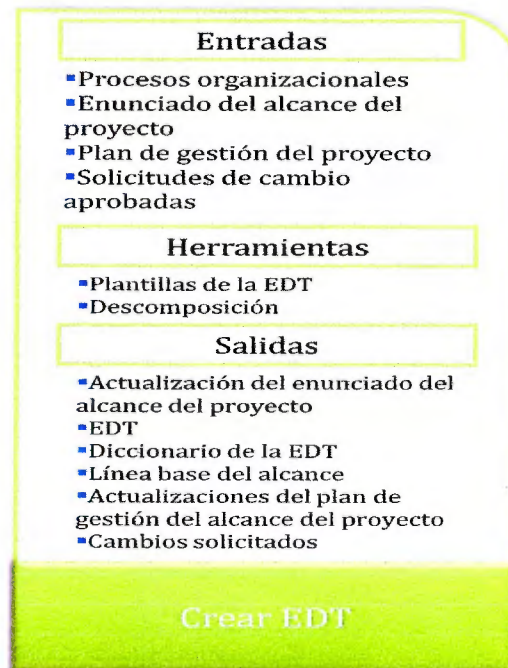 Entradas
▪Procesos organizacionales
▪Enunciado del alcance del
proyecto
▪Plan de gestión del proyecto
▪Solicitudes de cambio
aprobadas
Herramientas
▪Plantillas de la EDT
▪Descomposición
Salidas
▪Actualización del enunciado del
alcance del proyecto
▪EDT
▪Diccionario de la EDT
▪Línea base del alcance
▪Actualizaciones del plan de
gestión del alcance del proyecto
▪Cambios solicitados
Crear EDT